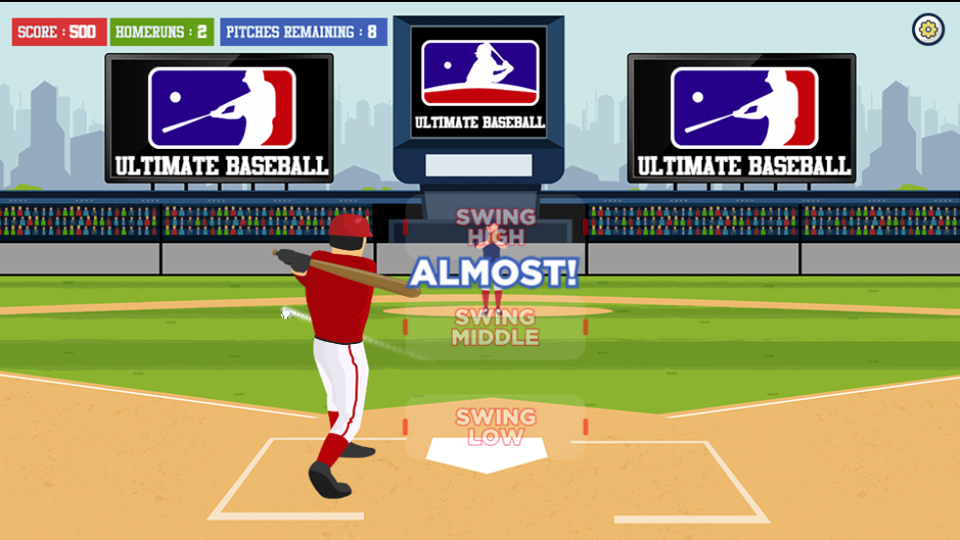 SCORE : 500
HOMERUNS : 2
PITCHES REMAINING : 8
ULTIMATE BASEBALL
ULTIMATE BASEBALL
ULTIMATE BASEBALL
SWING
HIGH
ALMOST!
SWING
MIDDLE
SWING
LOW